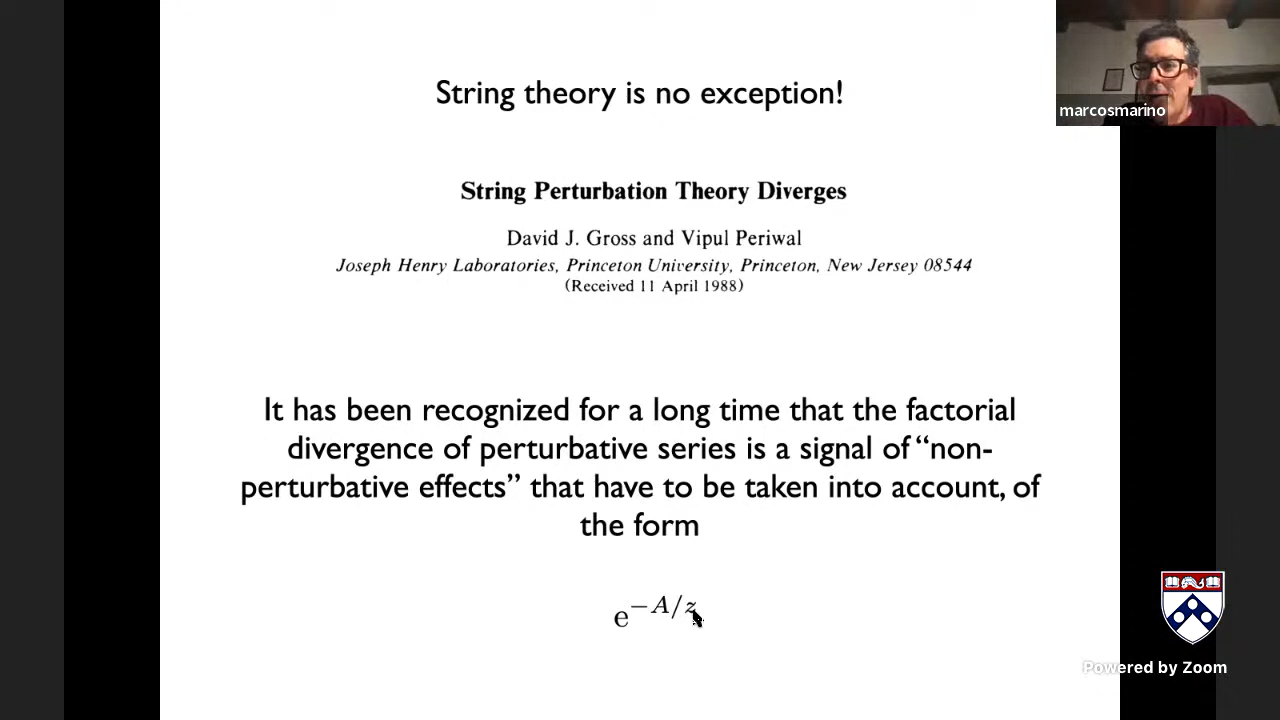 String theory is no exception!
marcosmarino
String Perturbation Theory Diverges
David J. Gross and Vipul Periwal
Joseph Henry Laboratories, Princeton University, Princeton, New Jersey 08544
(Received 11 April 1988)
It has been recognized for a long time that the factorial
divergence of perturbative series is a signal of “non-
perturbative effects” that have to be taken into account, of
the form
e^{-A/z}
Powered by Zoom